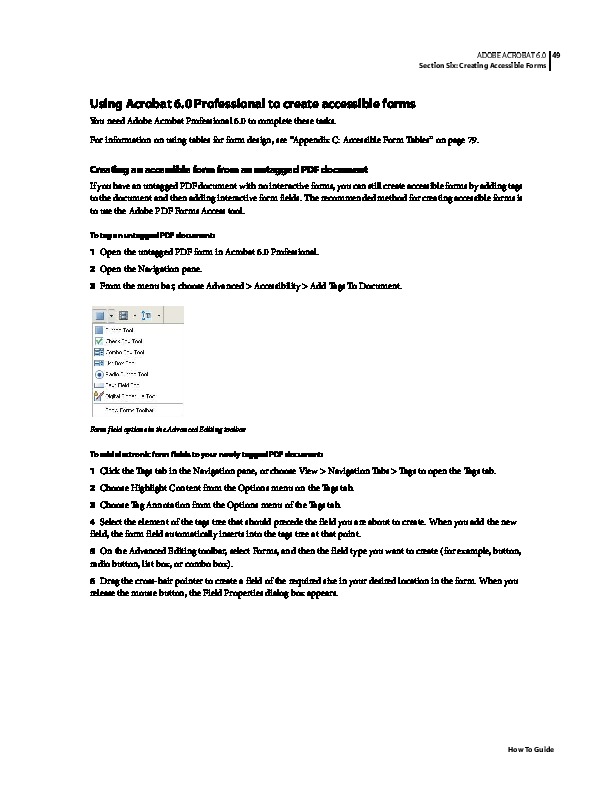 ADOBE ACROBAT 6.0 49
Section Six: Creating Accessible Forms
Using Acrobat 6.0 Professional to create accessible forms
You need Adobe Acrobat Professional 6.0 to complete these tasks.
For information on using tables for form design, see "Appendix C: Accessible Form Tables" on page 79.
Creating an accessible form from an untagged PDF document
If you have an untagged PDF document with no interactive forms, you can still create accessible forms by adding tags
to the document and then adding interactive form fields. The recommended method for creating accessible forms is
to use the Adobe PDF Forms Access tool.
To tag an untagged PDF document:
1 Open the untagged PDF form in Acrobat 6.0 Professional.
2 Open the Navigation pane.
3 From the menu bar, choose Advanced > Accessibility > Add Tags To Document.
Button Tool
Check Box Tool
Combo Box Tool
List Box Tool
Radio Button Tool
Text Field Tool
Digital Signature Tool
Show Forms Toolbar
Form field options in the Advanced Editing toolbar
To add electronic form fields to your newly tagged PDF document:
1 Click the Tags tab in the Navigation pane, or choose View > Navigation Tabs > Tags to open the Tags tab.
2 Choose Highlight Content from the Options menu on the Tags tab.
3 Choose Tag Annotation from the Options menu of the Tags tab.
4 Select the element of the tags tree that should precede the field you are about to create. When you add the new
field, the form field automatically inserts into the tags tree at that point.
5 On the Advanced Editing toolbar, select Forms, and then the field type you want to create (for example, button,
radio button, list box, or combo box).
6 Drag the cross-hair pointer to create a field of the required size in your desired location in the form. When you
release the mouse button, the Field Properties dialog box appears.
How To Guide